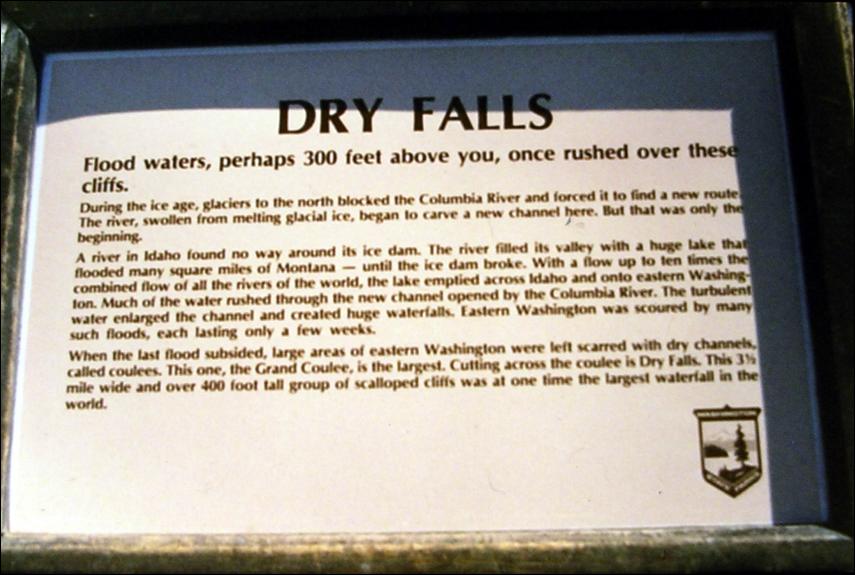 DRY FALLS
Flood waters, perhaps 300 feet above you, once rushed over these
cliffs.
During the ice age, glaciers to the north blocked the Columbia River and forced it to find a new route.
The river, swollen from melting glacial ice, began to carve a new channel here. But that was only the
beginning.
A river in Idaho found no way around its ice dam. The river filled its valley with a huge lake that
flooded many square miles of Montana — until the ice dam broke. With a flow up to ten times the
combined flow of all the rivers of the world, the lake emptied across Idaho and onto eastern Washing-
ton. Much of the water rushed through the new channel opened by the Columbia River. The turbulent
water enlarged the channel and created huge waterfalls. Eastern Washington was scoured by many
such floods, each lasting only a few weeks.
When the last flood subsided, large areas of eastern Washington were left scarred with dry channels,
called coulees. This one, the Grand Coulee, is the largest. Cutting across the coulee is Dry Falls. This 3½
mile wide and over 400 foot tall group of scalloped cliffs was at one time the largest waterfall in the
world.